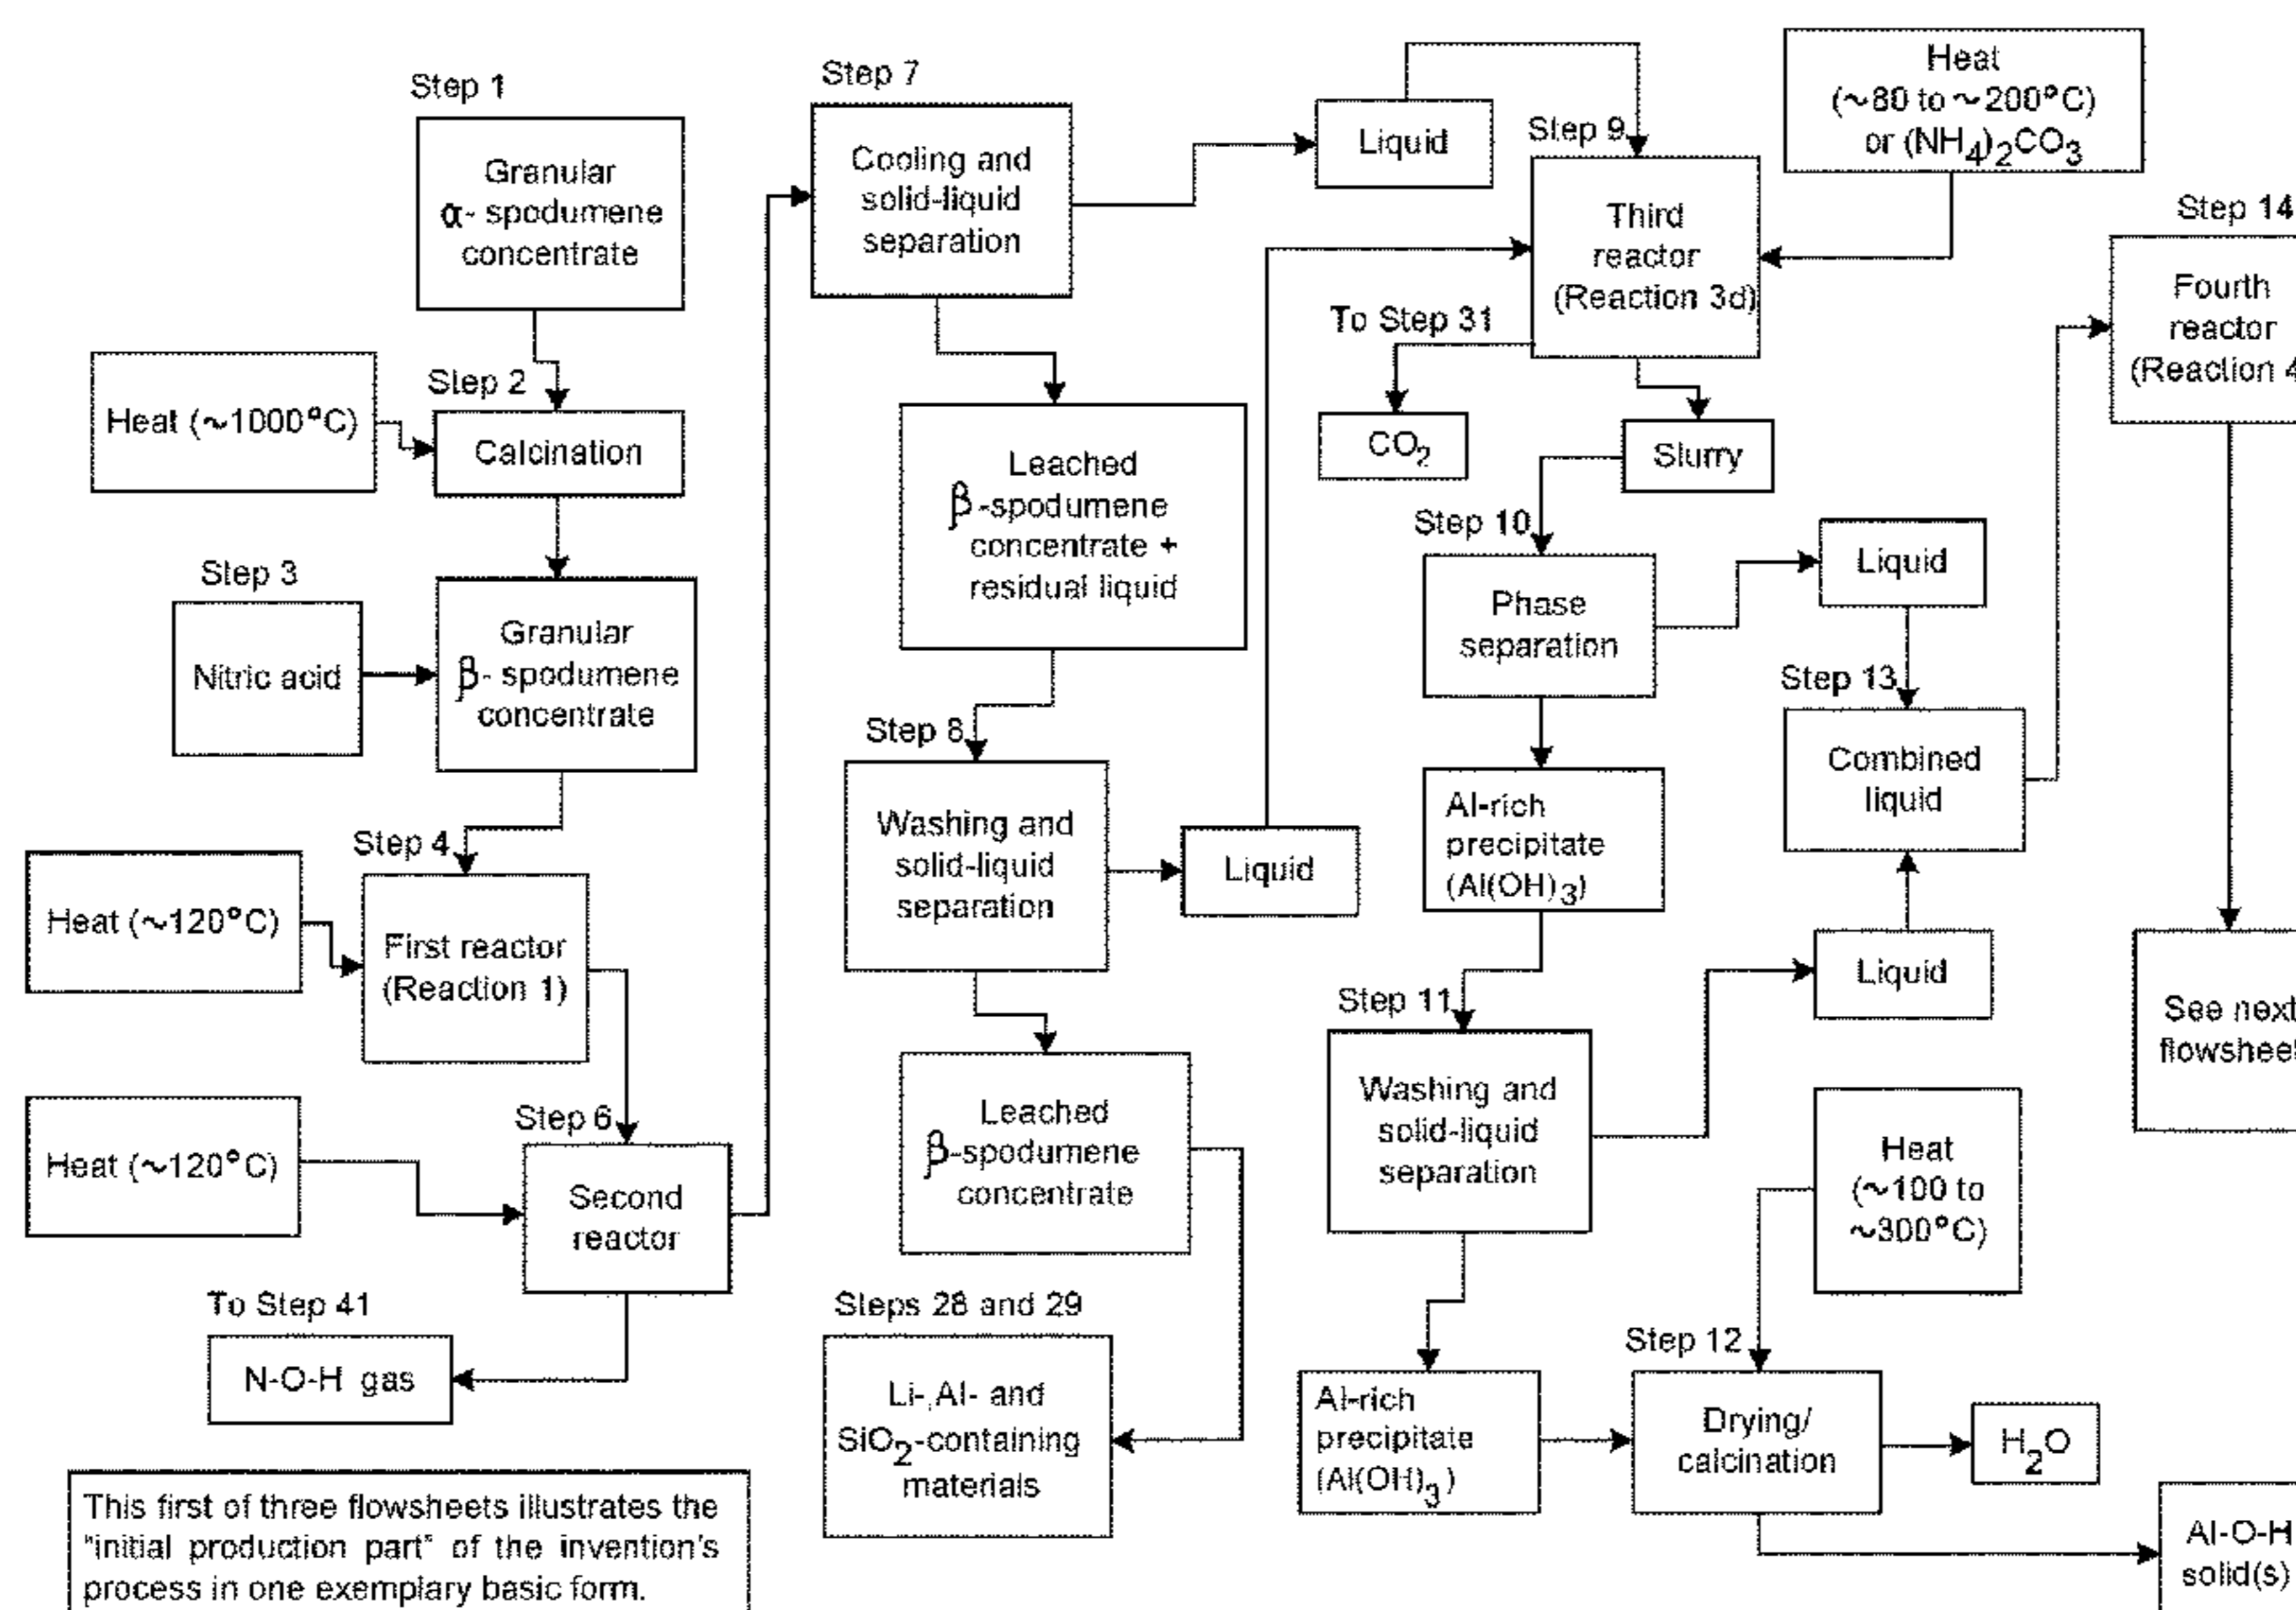 Step 1
Granular
α- spodumene
concentrate
Heat (~1000°C)
Step 2
Calcination
Step 3
Nitric acid
Granular
β- spodumene
concentrate
Step 4
Heat (~120°C)
First reactor
(Reaction 1)
Heat (~120°C)
Step 6
Second
reactor
To Step 41
N-O-H gas
This first of three flowsheets illustrates the
"initial production part" of the invention's
process in one exemplary basic form.
Step 7
Cooling and
solid-liquid
separation
Leached
β-spodumene
concentrate +
residual liquid
Step 8
Washing and
solid-liquid
separation
Liquid
Leached
β-spodumene
concentrate
Steps 28 and 29
Li-,Al- and
SiO2-containing
materials
Liquid
Step 9
Third
reactor
(Reaction 3d)
Heat
(~80 to ~200°C)
or (NH4)2CO3
To Step 31
CO2
Slurry
Step 10
Phase
separation
Liquid
Al-rich
precipitate
(Al(OH)3)
Step 11
Washing and
solid-liquid
separation
Liquid
Step 13
Combined
liquid
Al-rich
precipitate
(Al(OH)3)
Heat
(~100 to
~300°C)
Step 12
Drying/
calcination
H2O
Al-O-H
solid(s)
Step 14
Fourth
reactor
(Reaction 4
See next
flowshee